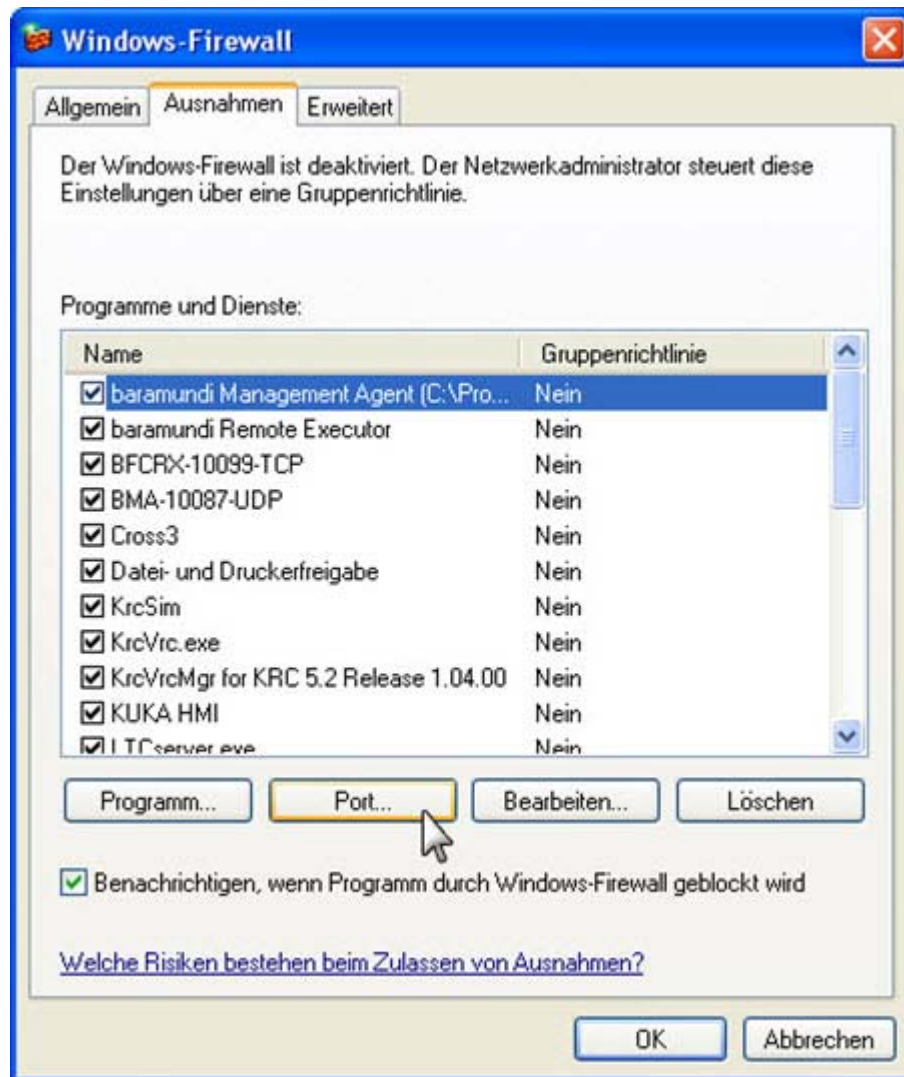 Windows-Firewall
Allgemein Ausnahmen Erweitert
Der Windows-Firewall ist deaktiviert. Der Netzwerkadministrator steuert diese
Einstellungen über eine Gruppenrichtlinie.
Programme und Dienste:
Name Gruppenrichtlinie
baramundi Management Agent (C:\Pro... Nein
baramundi Remote Executor Nein
BFCRX-10099-TCP Nein
BMA-10087-UDP Nein
Cross3 Nein
Datei- und Druckerfreigabe Nein
KrcSim Nein
KrcVrc.exe Nein
KrcVrcMgr for KRC 5.2 Release 1.04.00 Nein
KUKA HMI Nein
LTCserver.exe Nein
Programm... Port... Bearbeiten... Löschen
Benachrichtigen, wenn Programm durch Windows-Firewall geblockt wird
Welche Risiken bestehen beim Zulassen von Ausnahmen?
OK Abbrechen